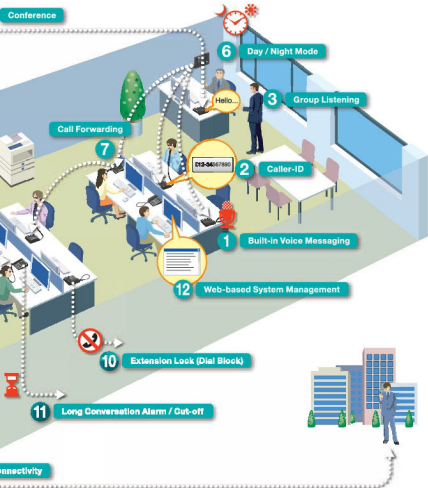 Conference
6 Day / Night Mode
Hello...
3 Group Listening
Call Forwarding
7
2 Caller-ID
1 Built-in Voice Messaging
12 Web-based System Management
10 Extension Lock (Dial Block)
11 Long Conversation Alarm / Cut-off
nnectivity